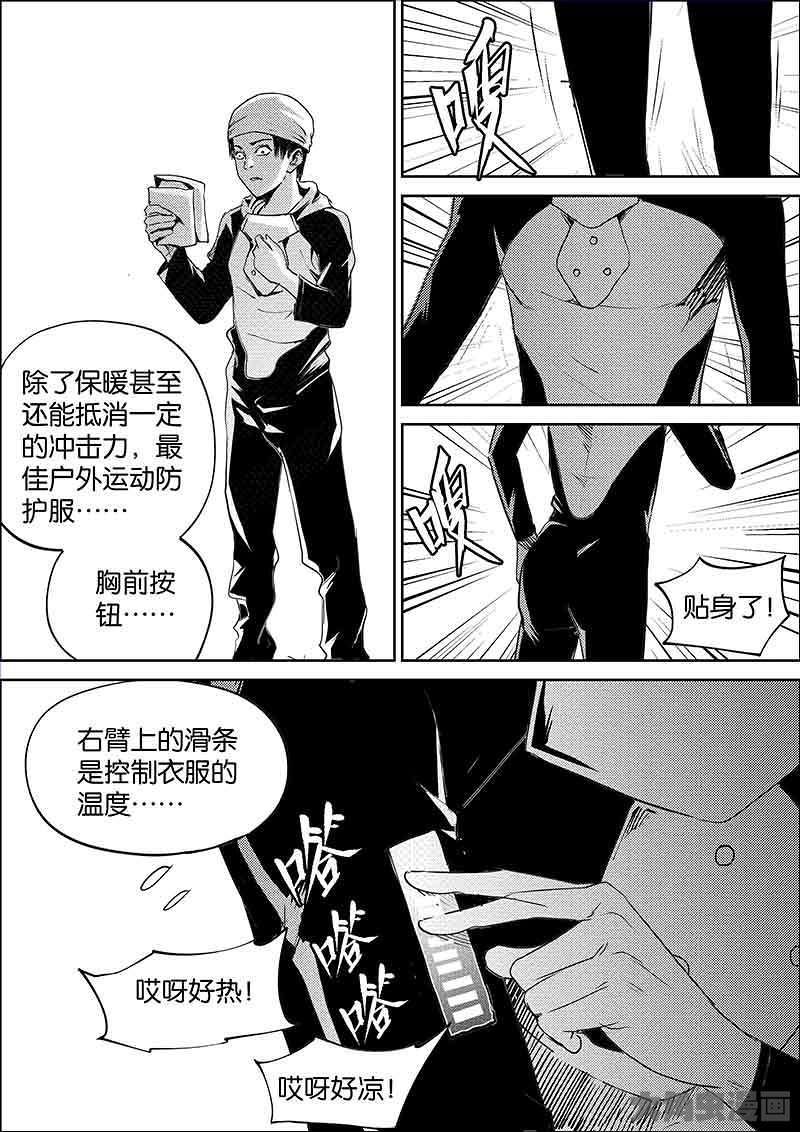 除了保暖甚至
还能抵消一定
的冲击力，最
佳户外运动防
护服……
胸前按
钮……
嗖
嗖
贴身了！
右臂上的滑条
是控制衣服的
温度……
嗒
嗒
嗒
哎呀好热！
哎呀好凉！